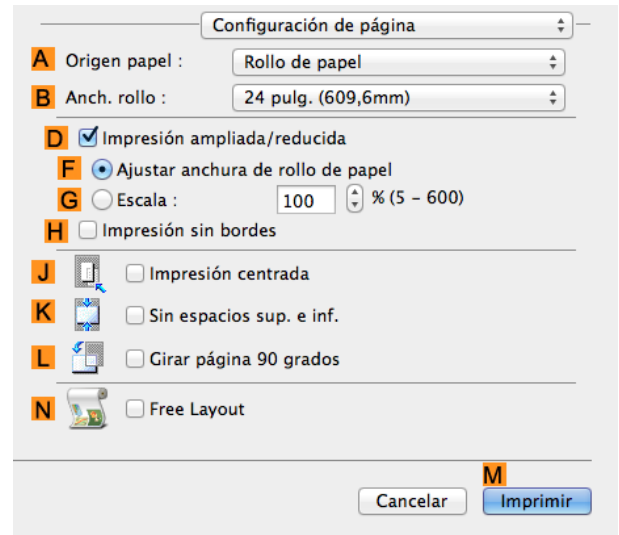 Configuración de página
A Origen papel : Rollo de papel
B Anch. rollo : 24 pulg. (609,6mm)
D Impresión ampliada/reducida
F Ajustar anchura de rollo de papel
G Escala : 100 % (5 – 600)
H Impresión sin bordes
J Impresión centrada
K Sin espacios sup. e inf.
L Girar página 90 grados
N Free Layout
M
Cancelar Imprimir